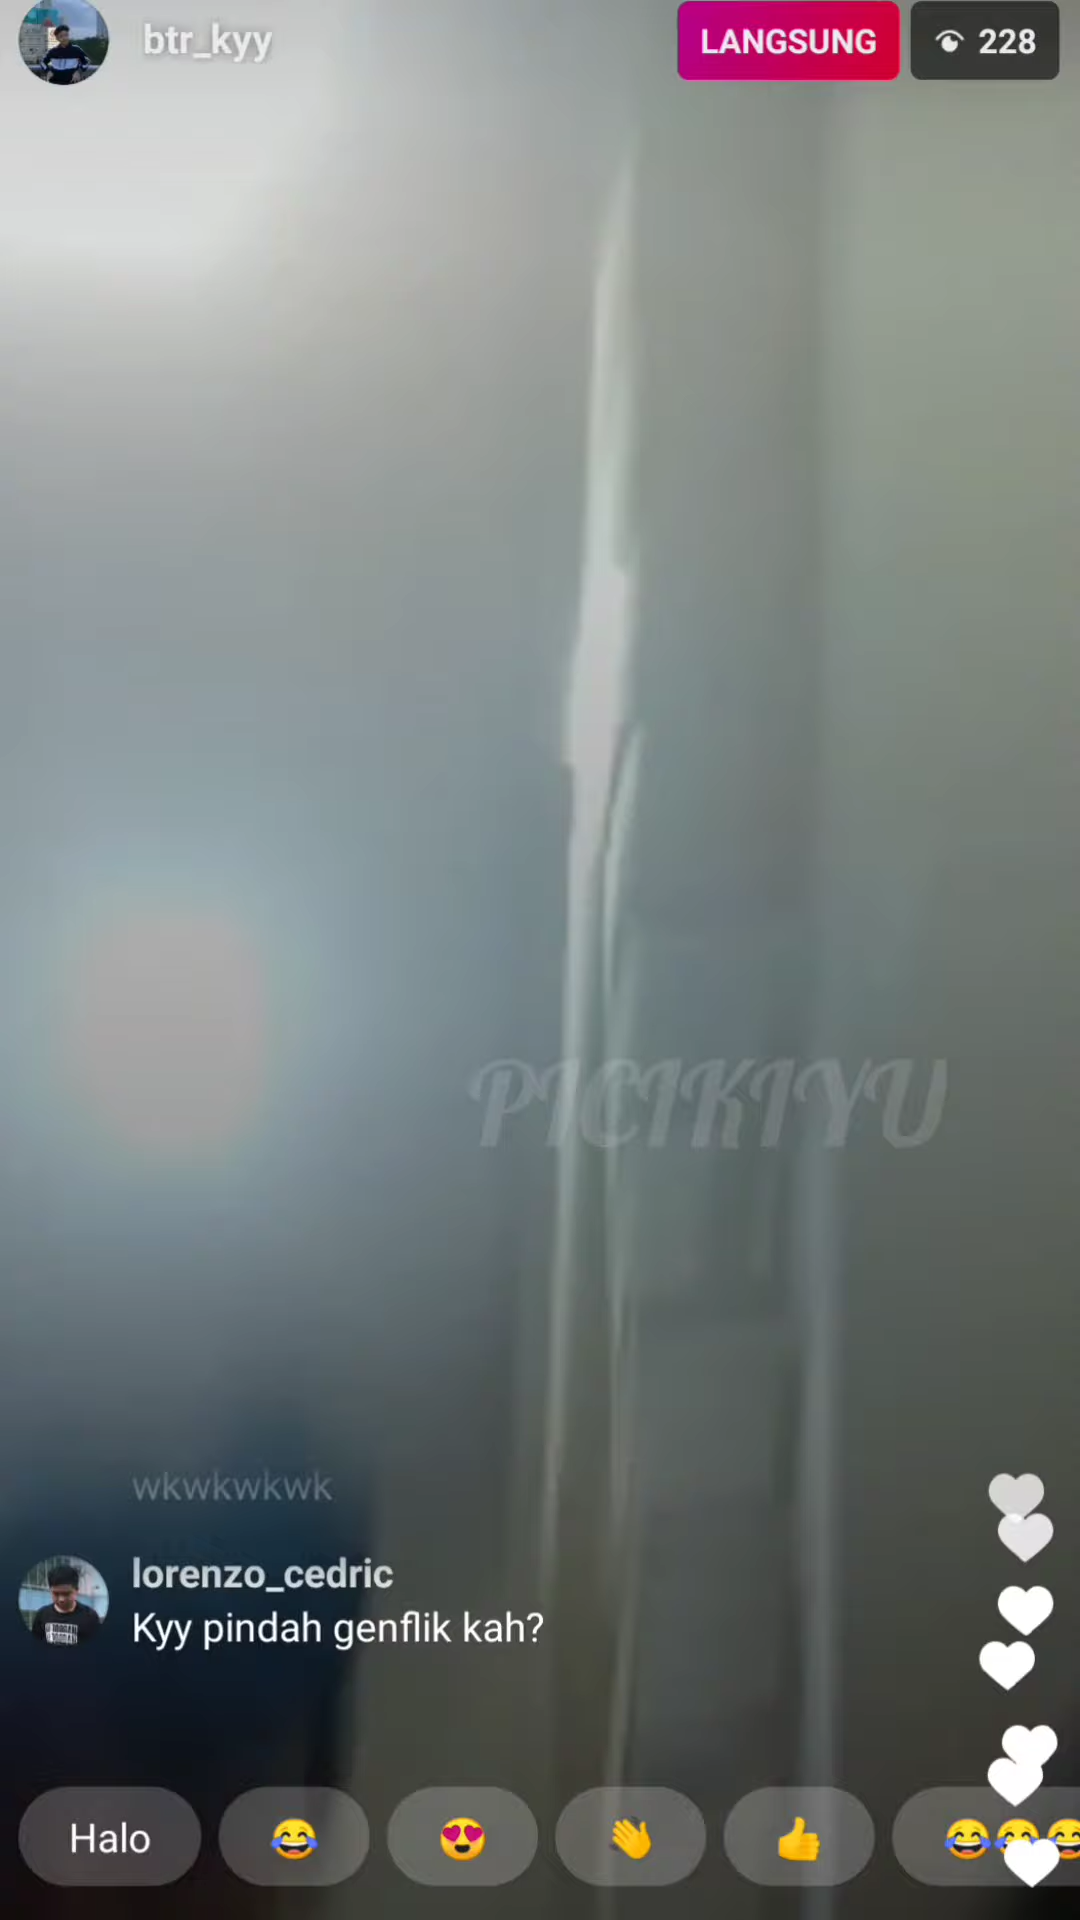 btr_kyy
LANGSUNG
228
PICIKIYU
wkwkwkwk
lorenzo_cedric
Kyy pindah genflik kah?
Halo